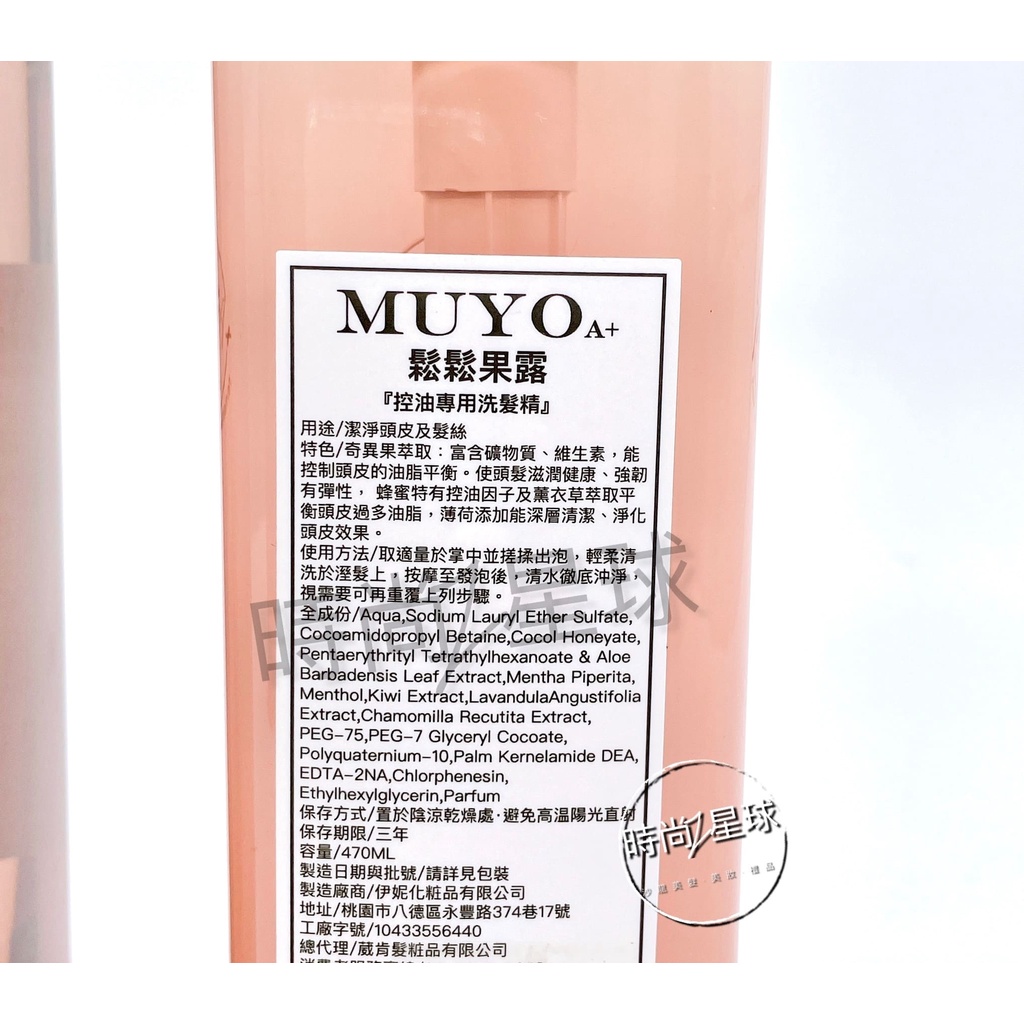 MUYO A+
鬆鬆果露
『控油專用洗髮精』
用途/潔淨頭皮及髮絲
特色/奇異果萃取：富含礦物質、維生素，能
控制頭皮的油脂平衡。使頭髮滋潤健康、強韌
有彈性， 蜂蜜特有控油因子及薰衣草萃取平
衡頭皮過多油脂，薄荷添加能深層清潔、淨化
頭皮效果。
使用方法/取適量於掌中並搓揉出泡，輕柔清
洗於溼髮上，按摩至發泡後，清水徹底沖淨，
視需要可再重覆上列步驟。
全成份/Aqua,Sodium Lauryl Ether Sulfate,
Cocoamidopropyl Betaine,Cocol Honeyate,
Pentaerythrityl Tetrathylhexanoate & Aloe
Barbadensis Leaf Extract,Mentha Piperita,
Menthol,Kiwi Extract,LavandulaAngustifolia
Extract,Chamomilla Recutita Extract,
PEG-75,PEG-7 Glyceryl Cocoate,
Polyquaternium-10,Palm Kernelamide DEA,
EDTA-2NA,Chlorphenesin,
Ethylhexylglycerin,Parfum
保存方式/置於陰涼乾燥處·避免高溫陽光直射
保存期限/三年
容量/470ML
製造日期與批號/請詳見包裝
製造廠商/伊妮化粧品有限公司
地址/桃園市八德區永豐路374巷17號
工廠字號/10433556440
總代理/葳肯髮粧品有限公司
時尚星球
時尚星球